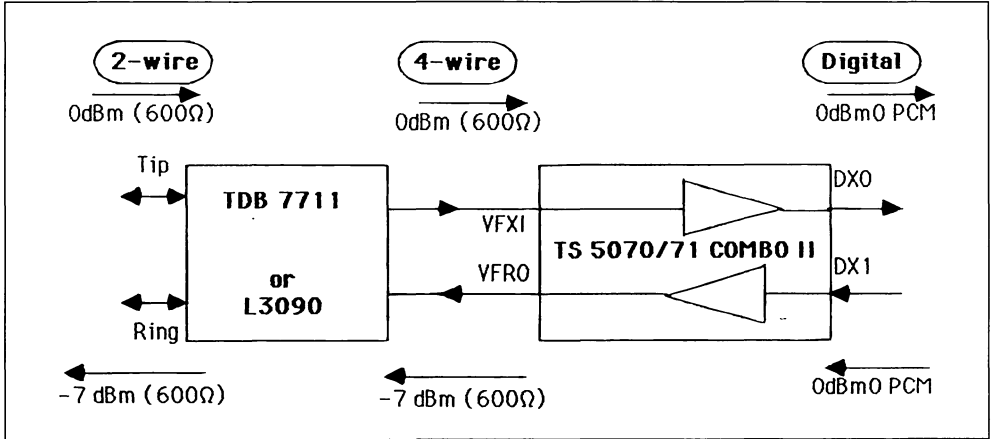 2-wire
4-wire
Digital
0dBm (600Ω)
0dBm (600Ω)
0dBm0 PCM
Tip
TDB 7711
or
L3090
Ring
VFXI
VFRO
TS 5070/71 COMBO II
DX0
DX1
-7 dBm (600Ω)
-7 dBm (600Ω)
0dBm0 PCM